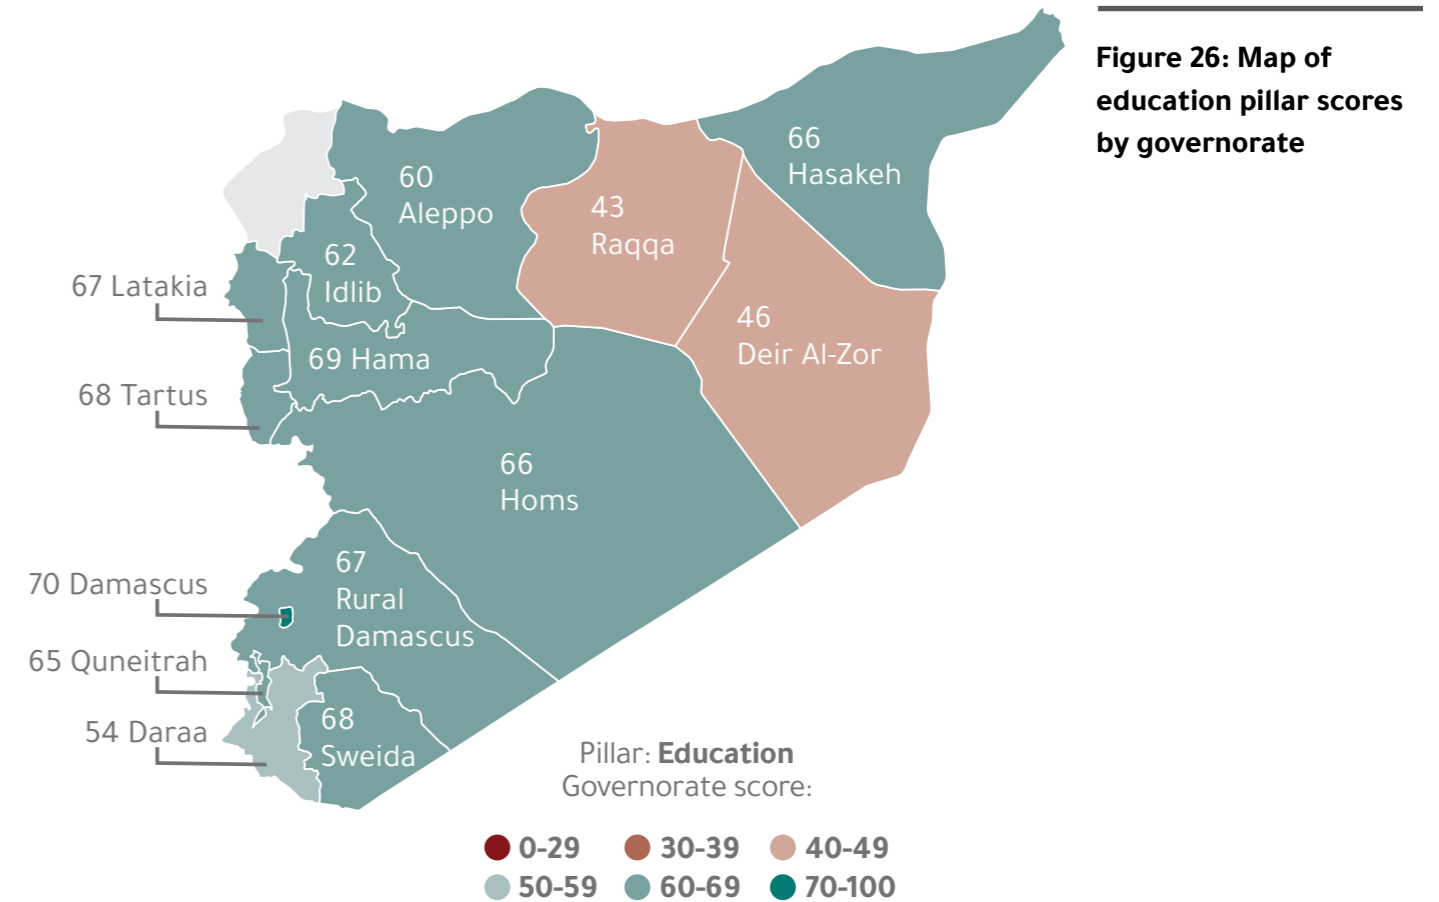 Figure 26: Map of
education pillar scores
by governorate
66
Hasakeh
60
Aleppo
43
Raqqa
62
Idlib
67 Latakia
46
Deir Al-Zor
69 Hama
68 Tartus
66
Homs
70 Damascus
67
Rural
Damascus
65 Quneitrah
54 Daraa
68
Sweida
Pillar: Education
Governorate score:
0-29
30-39
40-49
50-59
60-69
70-100